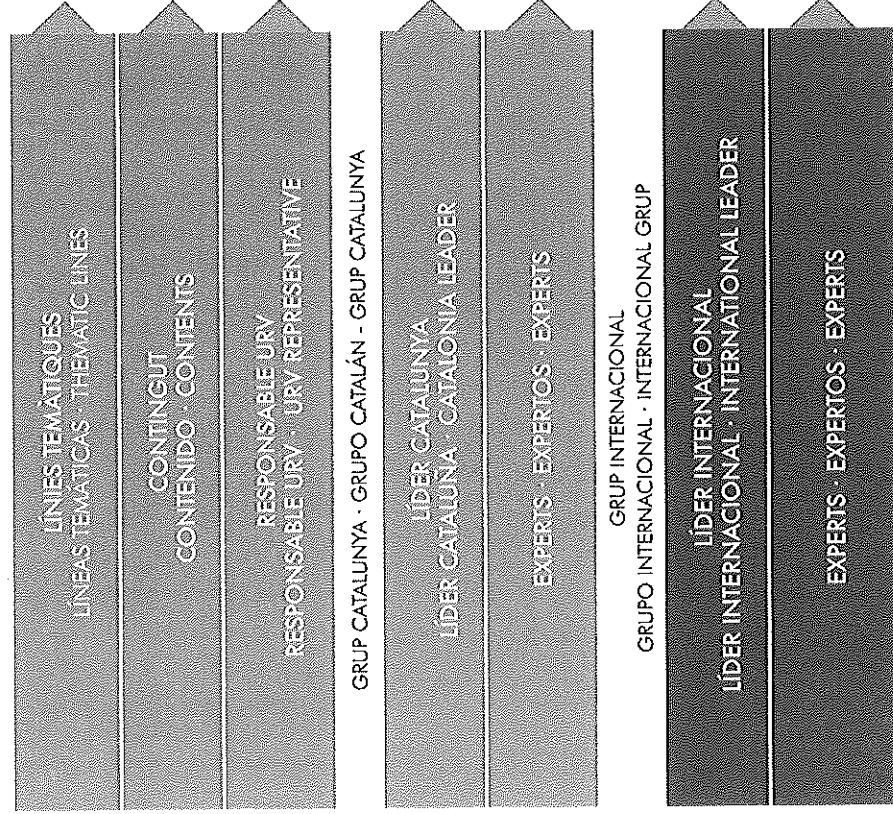 LÍNIES TEMÀTIQUES
LÍNEAS TEMÁTICAS · THEMATIC LINES
CONTINGUT
CONTENIDO · CONTENTS
RESPONSABLE URV
RESPONSABLE URV · URV REPRESENTATIVE
GRUP CATALUNYA - GRUPO CATALÁN - GRUP CATALUNYA
LÍDER CATALUNYA
LÍDER CATALUÑA · CATALONIA LEADER
EXPERTS · EXPERTOS · EXPERTS
GRUP INTERNACIONAL
GRUPO INTERNACIONAL · INTERNACIONAL GRUP
LÍDER INTERNACIONAL
LÍDER INTERNACIONAL · INTERNATIONAL LEADER
EXPERTS · EXPERTOS · EXPERTS